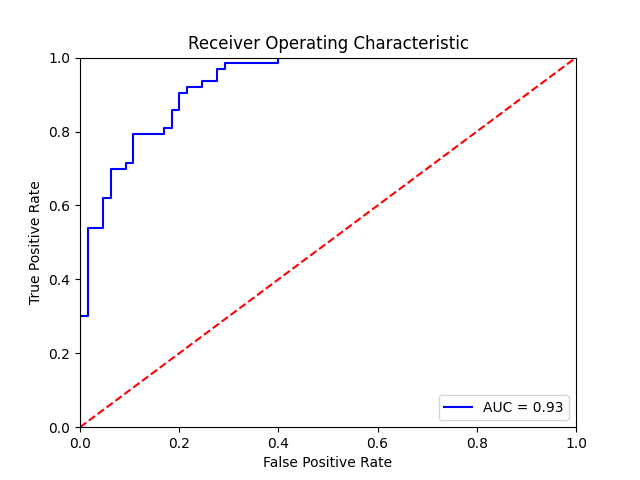 Receiver Operating Characteristic
1.0
0.8
0.6
0.4
0.2
0.0
True Positive Rate
AUC = 0.93
0.0 0.2 0.4 0.6 0.8 1.0
False Positive Rate